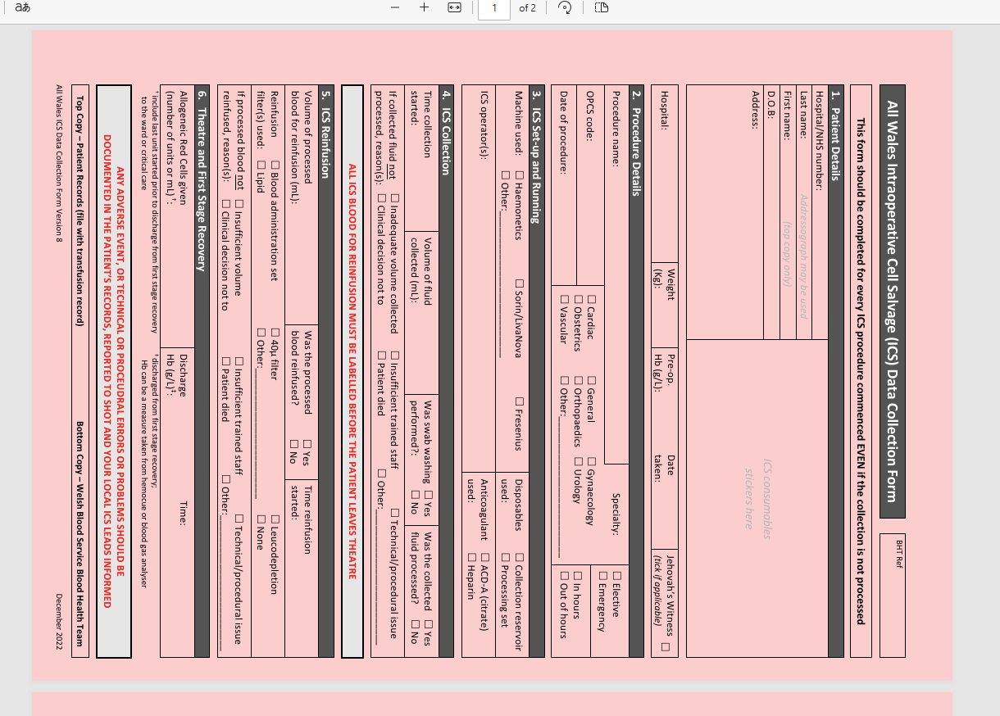 aあ
1 of 2
All Wales Intraoperative Cell Salvage (ICS) Data Collection Form
BHT Ref
This form should be completed for every ICS procedure commenced EVEN if the collection is not processed
1. Patient Details
Hospital/NHS number:
Last name:
Addressograph may be used
First name:
(top copy only)
D.O.B:
Address:
ICS consumables
stickers here
Hospital:
Weight
(Kg):
Pre-op.
Hb (g/L):
Date
taken:
Jehovah's Witness
(tick if applicable) ☐
2. Procedure Details
Procedure name:
Specialty:
☐ Elective
☐ Emergency
OPCS code:
Date of procedure:
☐ Cardiac ☐ General ☐ Gynaecology
☐ Obstetrics ☐ Orthopaedics ☐ Urology
☐ Vascular ☐ Other:____________________
☐ In hours
☐ Out of hours
3. ICS Set-up and Running
Machine used: ☐ Haemonetics ☐ Sorin/LivaNova ☐ Fresenius
☐ Other:____________________
Disposables ☐ Collection reservoir
used: ☐ Processing set
ICS operator(s):
Anticoagulant ☐ ACD-A (citrate)
used: ☐ Heparin
4. ICS Collection
Time collection
started:
Volume of fluid
collected (mL):
Was swab washing ☐ Yes
performed?: ☐ No
Was the collected ☐ Yes
fluid processed? ☐ No
If collected fluid not ☐ Inadequate volume collected ☐ Insufficient trained staff ☐ Technical/procedural issue
processed, reason(s): ☐ Clinical decision not to ☐ Patient died ☐ Other:____________________
ALL ICS BLOOD FOR REINFUSION MUST BE LABELLED BEFORE THE PATIENT LEAVES THEATRE
5. ICS Reinfusion
Volume of processed
blood for reinfusion (mL):
Was the processed ☐ Yes
blood reinfused? ☐ No
Time reinfusion
started:
Reinfusion ☐ Blood administration set ☐ 40µ filter ☐ Leucodepletion
filter(s) used: ☐ Lipid ☐ Other:____________________ ☐ None
If processed blood not ☐ Insufficient volume ☐ Insufficient trained staff ☐ Technical/procedural issue
reinfused, reason(s): ☐ Clinical decision not to ☐ Patient died ☐ Other:____________________
6. Theatre and First Stage Recovery
Allogeneic Red Cells given
(number of units or mL)†:
Discharge
Hb (g/L)‡:
Time:
† include last unit started prior to discharge from first stage recovery
to the ward or critical care
‡ discharged from first stage recovery;
Hb can be a measure taken from hemocue or blood gas analyser
ANY ADVERSE EVENT, OR TECHNICAL OR PROCEUDRAL ERRORS OR PROBLEMS SHOULD BE
DOCUMENTED IN THE PATIENT'S RECORDS, REPORTED TO SHOT AND YOUR LOCAL ICS LEADS INFORMED
Top Copy – Patient Records (file with transfusion record)
Bottom Copy – Welsh Blood Service Blood Health Team
All Wales ICS Data Collection Form Version 8
December 2022